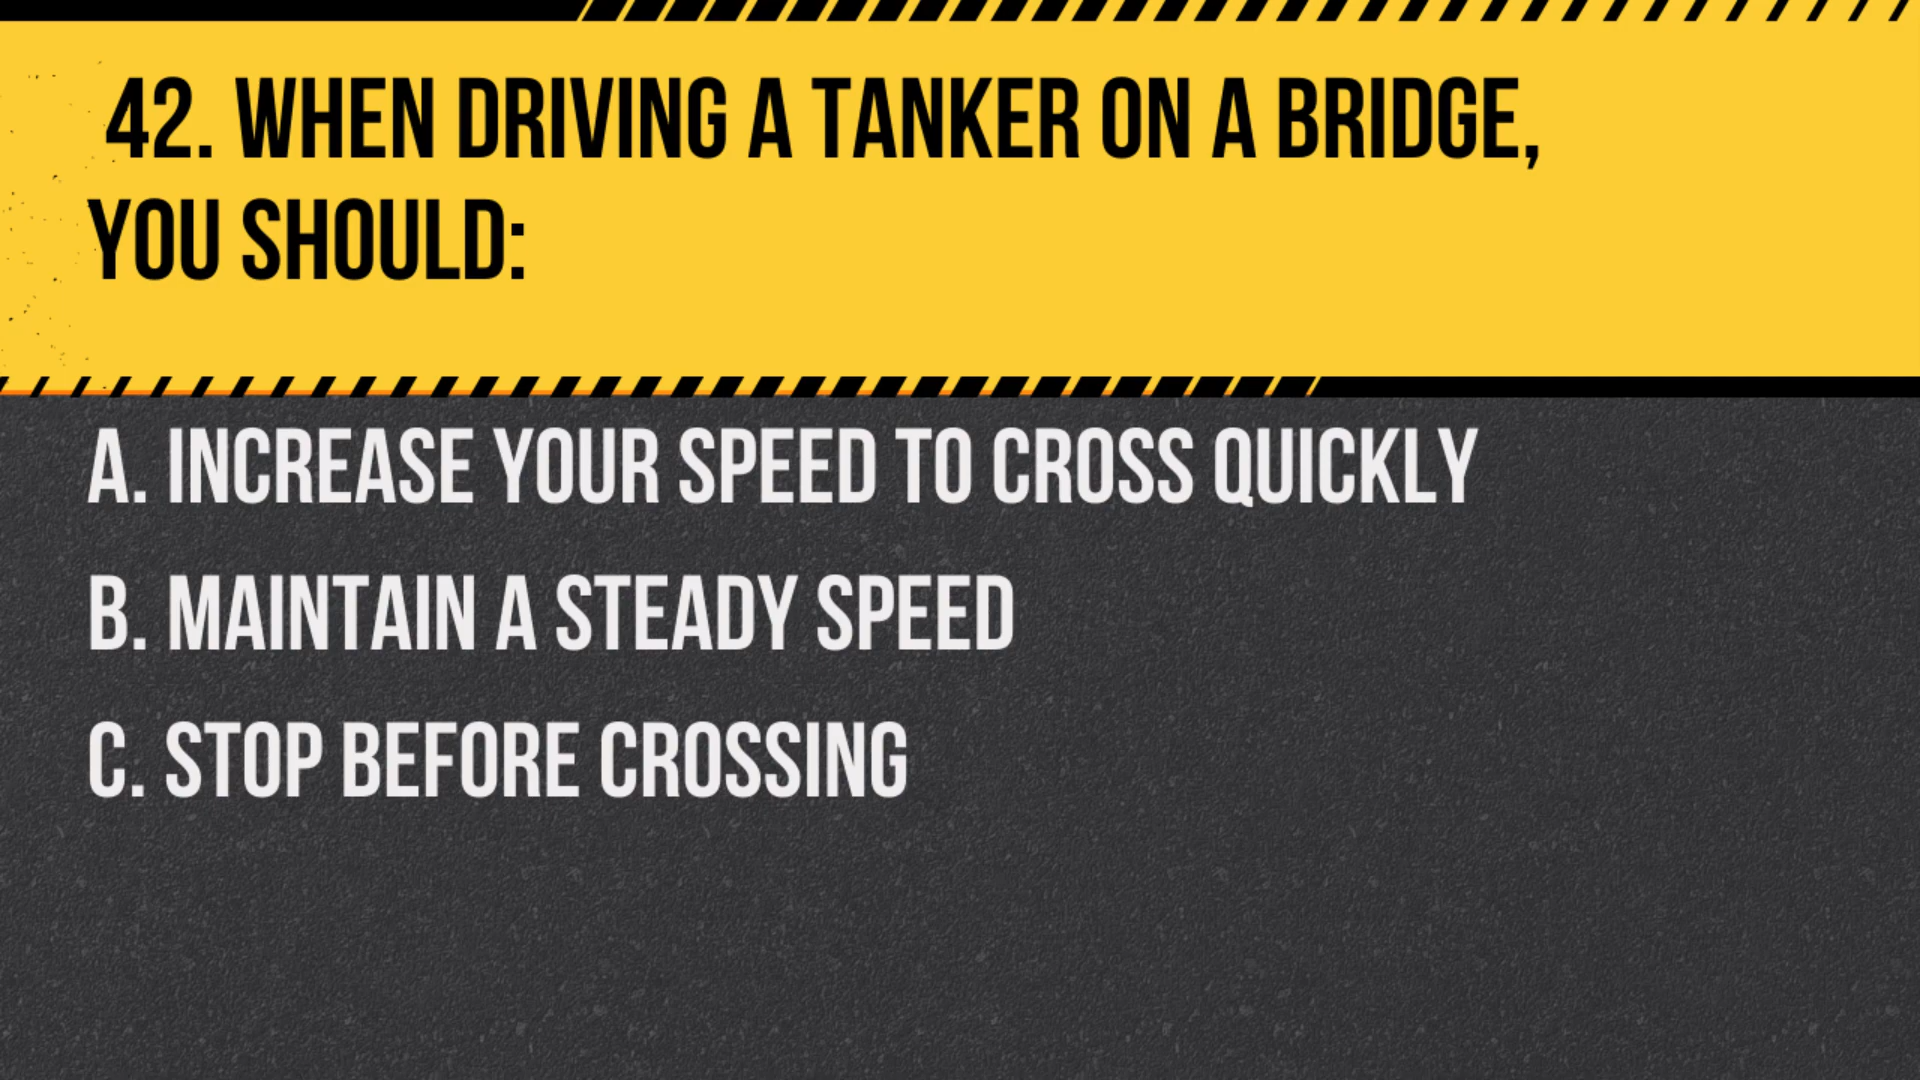 42. WHEN DRIVING A TANKER ON A BRIDGE,
YOU SHOULD:
A. INCREASE YOUR SPEED TO CROSS QUICKLY
B. MAINTAIN A STEADY SPEED
C. STOP BEFORE CROSSING